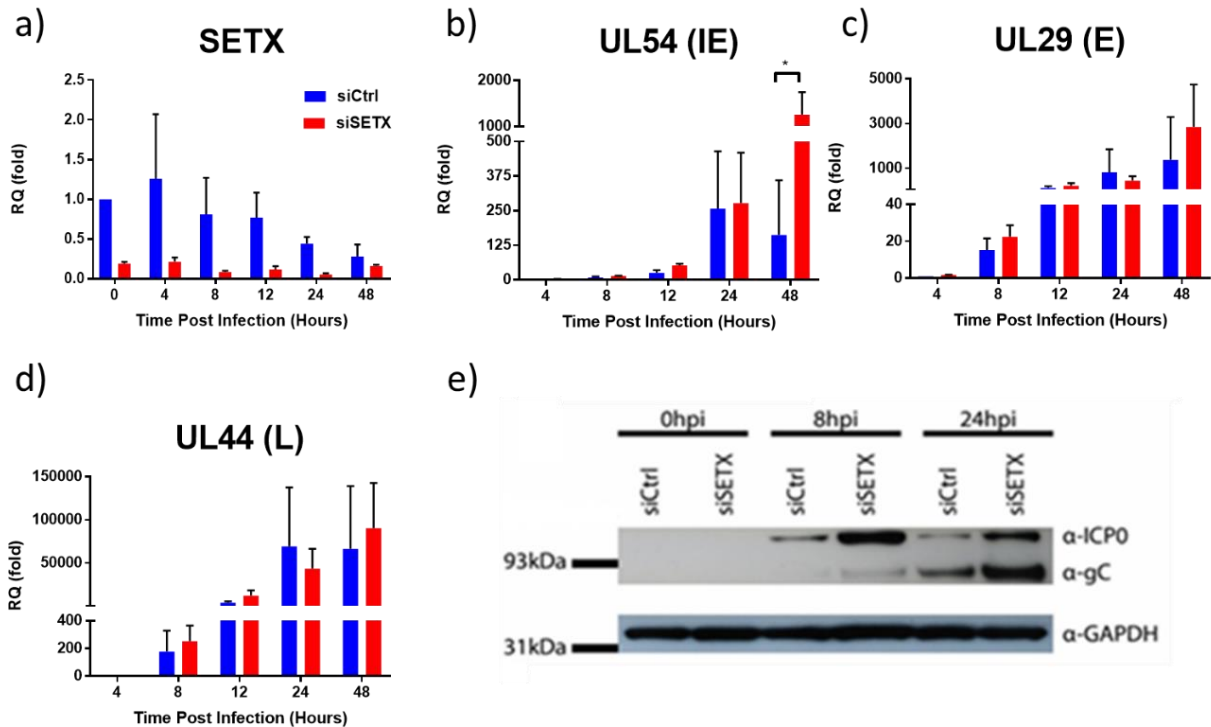 a)
SETX
2.5
2.0
1.5
1.0
0.5
0.0
RQ (fold)
siCtrl
siSETX
0 4 8 12 24 48
Time Post Infection (Hours)
b)
UL54 (IE)
*
2000
1000
500
250
125
0
RQ (fold)
4 8 12 24 48
Time Post Infection (Hours)
c)
UL29 (E)
5000
3000
1000
40
20
0
RQ (fold)
4 8 12 24 48
Time Post Infection (Hours)
d)
UL44 (L)
150000
100000
50000
400
200
0
RQ (fold)
4 8 12 24 48
Time Post Infection (Hours)
e)
0hpi 8hpi 24hpi
siCtrl siSETX siCtrl siSETX siCtrl siSETX
α-ICP0
93kDa
α-gC
α-GAPDH
31kDa